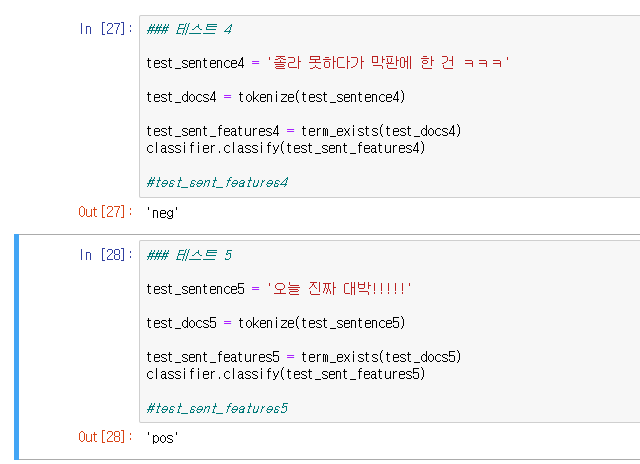 In [27]: ### 테스트 4
test_sentence4 = '졸라 못하다가 막판에 한 건 ㅋㅋㅋ'
test_docs4 = tokenize(test_sentence4)
test_sent_features4 = term_exists(test_docs4)
classifier.classify(test_sent_features4)
#test_sent_features4
Out[27]: 'neg'
In [28]: ### 테스트 5
test_sentence5 = '오늘 진짜 대박!!!!!'
test_docs5 = tokenize(test_sentence5)
test_sent_features5 = term_exists(test_docs5)
classifier.classify(test_sent_features5)
#test_sent_features5
Out[28]: 'pos'